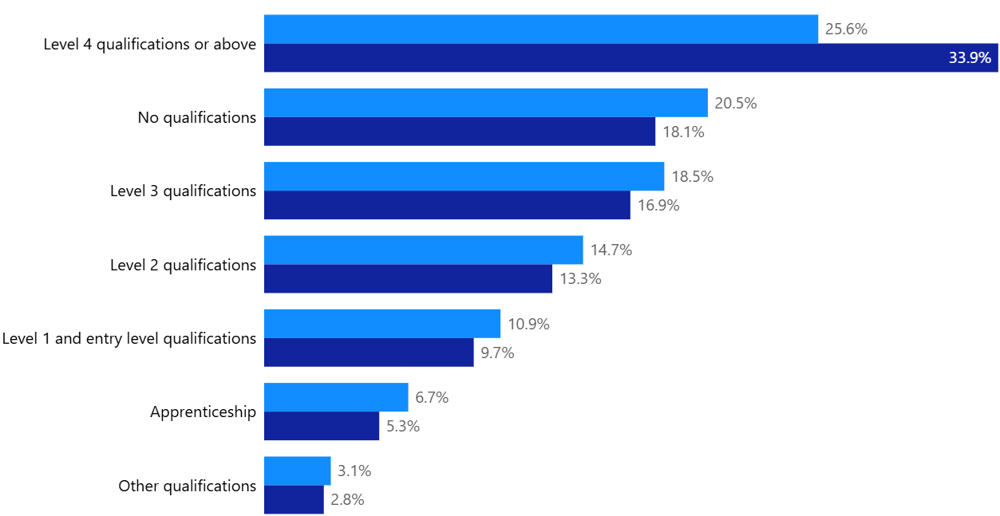 Level 4 qualifications or above
25.6%
33.9%
No qualifications
20.5%
18.1%
Level 3 qualifications
18.5%
16.9%
Level 2 qualifications
14.7%
13.3%
Level 1 and entry level qualifications
10.9%
9.7%
Apprenticeship
6.7%
5.3%
Other qualifications
3.1%
2.8%